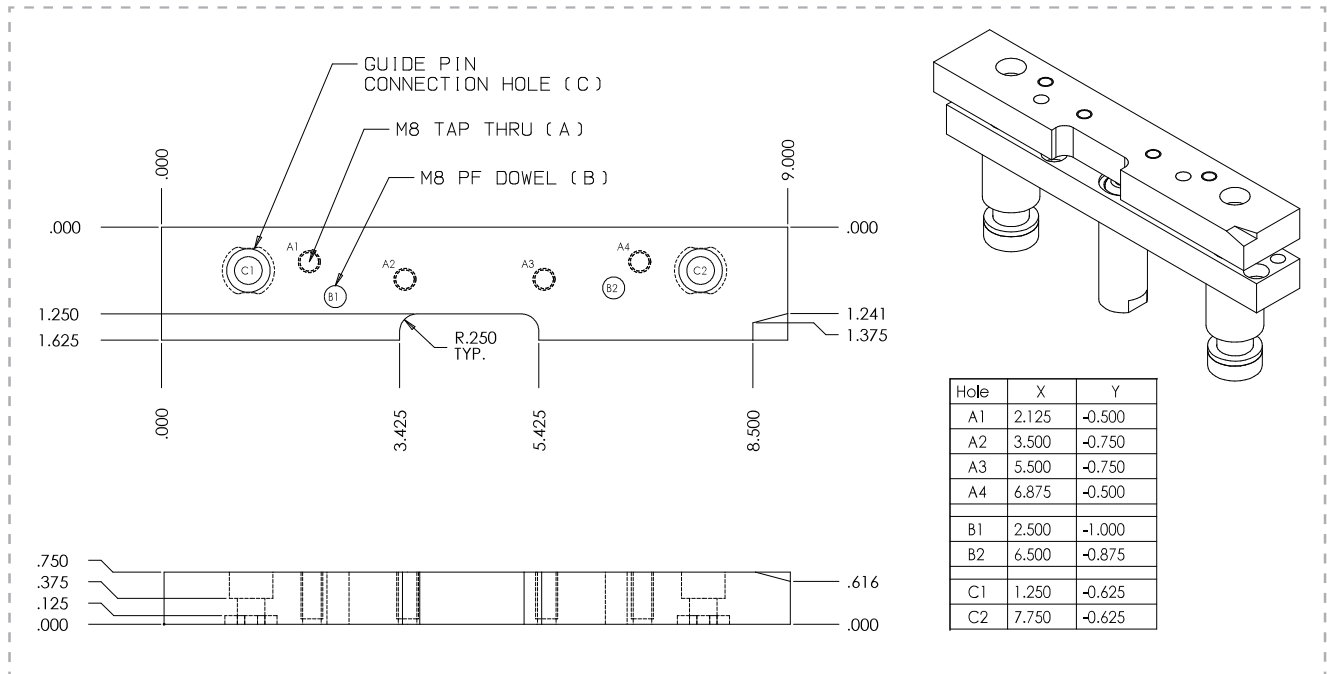 GUIDE PIN
CONNECTION HOLE (C)
M8 TAP THRU (A)
M8 PF DOWEL (B)
.000
9.000
.000
.000
A1
A4
C1
A2
A3
C2
B1
B2
1.250
1.241
1.625
1.375
R.250
TYP.
.000
3.425
5.425
8.500
.750
.375
.125
.000
.616
.000
Hole X Y
A1 2.125 -0.500
A2 3.500 -0.750
A3 5.500 -0.750
A4 6.875 -0.500
B1 2.500 -1.000
B2 6.500 -0.875
C1 1.250 -0.625
C2 7.750 -0.625